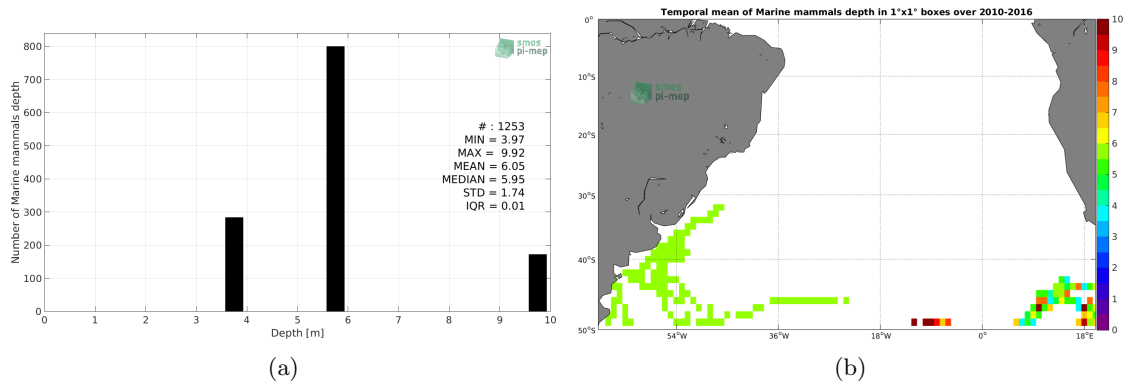 smos
pi-mep
800
700
600
500
400
300
200
100
0
Number of Marine mammals depth
# : 1253
MIN = 3.97
MAX = 9.92
MEAN = 6.05
MEDIAN = 5.95
STD = 1.74
IQR = 0.01
0 1 2 3 4 5 6 7 8 9 10
Depth [m]
(a)
Temporal mean of Marine mammals depth in 1°x1° boxes over 2010-2016
smos
pi-mep
0°
10°S
20°S
30°S
40°S
50°S
54°W 36°W 18°W 0° 18°E
10
9
8
7
6
5
4
3
2
1
0
(b)